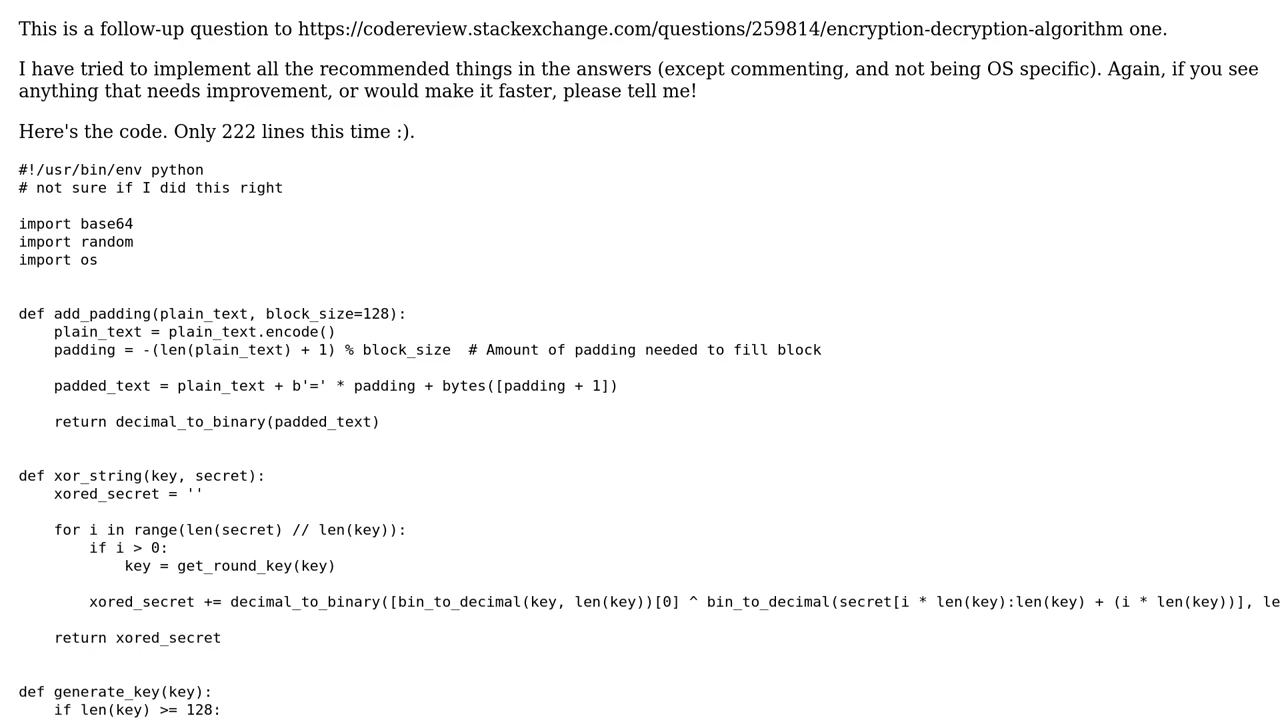 This is a follow-up question to https://codereview.stackexchange.com/questions/259814/encryption-decryption-algorithm one.
I have tried to implement all the recommended things in the answers (except commenting, and not being OS specific). Again, if you see
anything that needs improvement, or would make it faster, please tell me!
Here's the code. Only 222 lines this time :).
#!/usr/bin/env python
# not sure if I did this right
import base64
import random
import os
def add_padding(plain_text, block_size=128):
    plain_text = plain_text.encode()
    padding = -(len(plain_text) + 1) % block_size  # Amount of padding needed to fill block
    padded_text = plain_text + b'=' * padding + bytes([padding + 1])
    return decimal_to_binary(padded_text)
def xor_string(key, secret):
    xored_secret = ''
    for i in range(len(secret) // len(key)):
        if i > 0:
            key = get_round_key(key)
        xored_secret += decimal_to_binary([bin_to_decimal(key, len(key))[0] ^ bin_to_decimal(secret[i * len(key):len(key) + (i * len(key))], le
    return xored_secret
def generate_key(key):
    if len(key) >= 128: